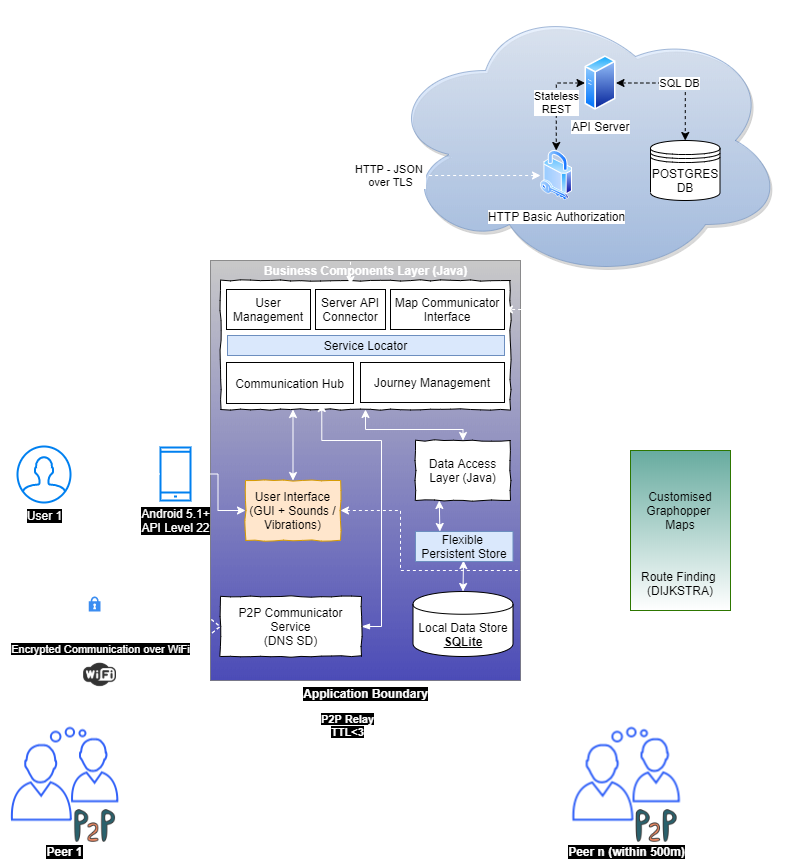 Stateless
REST
SQL DB
API Server
HTTP - JSON
over TLS
POSTGRES
DB
HTTP Basic Authorization
Business Components Layer (Java)
User
Management
Server API
Connector
Map Communicator
Interface
Service Locator
Communication Hub
Journey Management
Data Access
Layer (Java)
User 1
Android 5.1+
API Level 22
User Interface
(GUI + Sounds /
Vibrations)
Flexible
Persistent Store
Customised
Graphopper
Maps
Route Finding
(DIJKSTRA)
P2P Communicator
Service
(DNS SD)
Local Data Store
SQLite
Encrypted Communication over WiFi
WiFi
Application Boundary
P2P Relay
TTL<3
P2P
Peer 1
P2P
Peer n (within 500m)